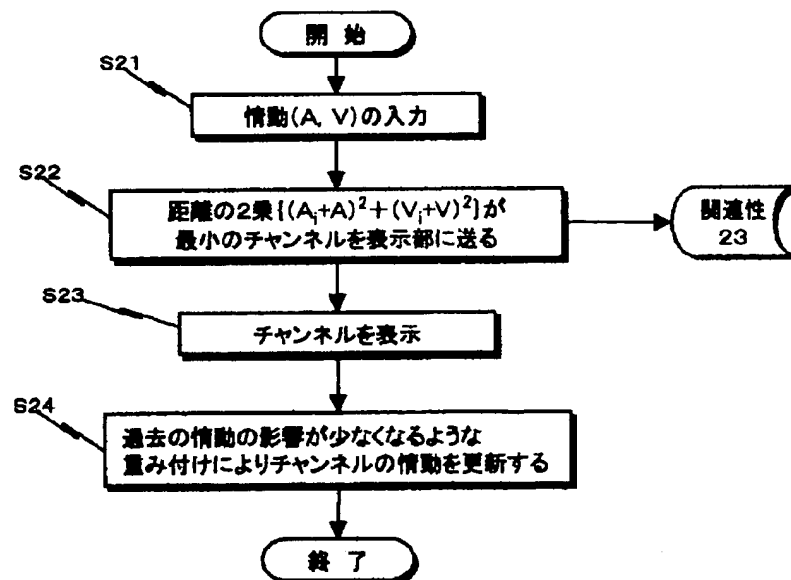 開 始
S21
情動(A, V)の入力
S22
距離の2乗{(Aᵢ+A)²+(Vᵢ+V)²}が
最小のチャンネルを表示部に送る
関連性
23
S23
チャンネルを表示
S24
過去の情動の影響が少なくなるような
重み付けによりチャンネルの情動を更新する
終 了